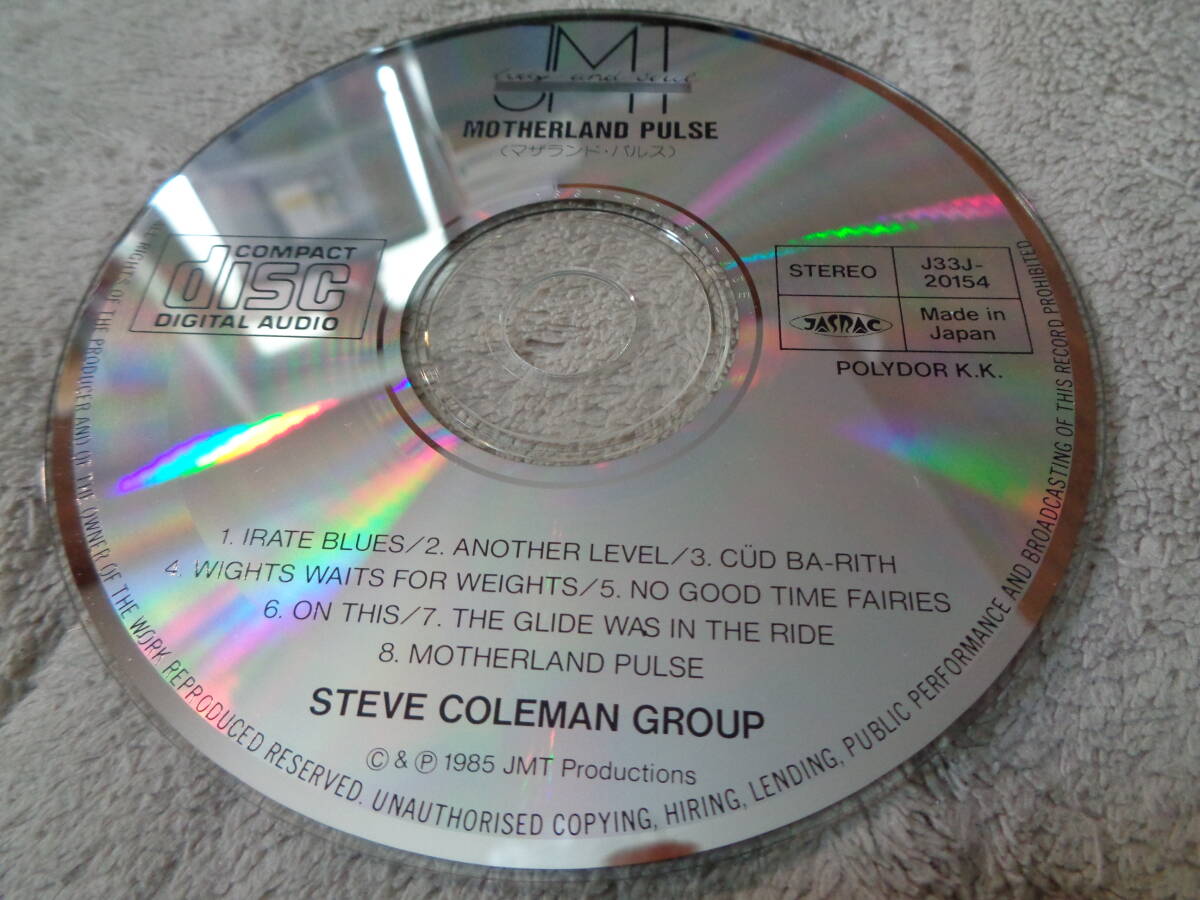 JMT
MOTHERLAND PULSE
(マザランド・パルス)
COMPACT
disc
DIGITAL AUDIO
STEREO
J33J-
20154
JASRAC
Made in
Japan
POLYDOR K.K.
1. IRATE BLUES/2. ANOTHER LEVEL/3. CÜD BA-RITH
4. WIGHTS WAITS FOR WEIGHTS/5. NO GOOD TIME FAIRIES
6. ON THIS/7. THE GLIDE WAS IN THE RIDE
8. MOTHERLAND PULSE
STEVE COLEMAN GROUP
© & ℗ 1985 JMT Productions
ALL RIGHTS OF THE PRODUCER AND OF THE OWNER OF THE WORK REPRODUCED RESERVED. UNAUTHORISED COPYING, HIRING, LENDING, PUBLIC PERFORMANCE AND BROADCASTING OF THIS RECORD PROHIBITED